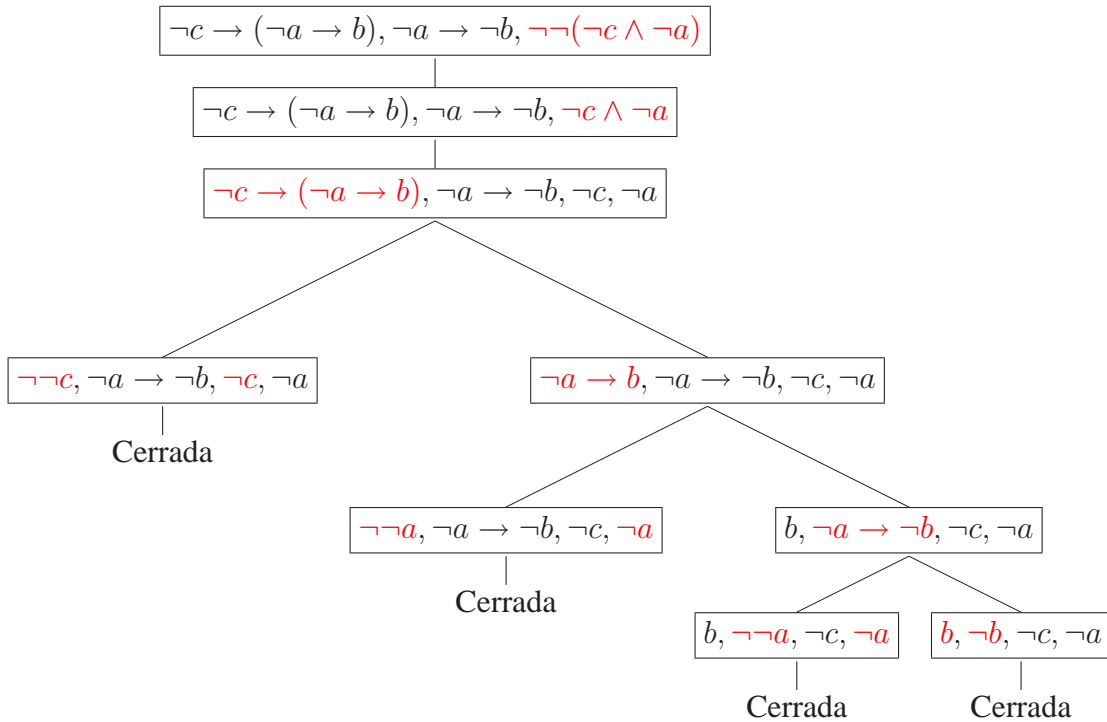 ¬c → (¬a → b), ¬a → ¬b, ¬¬(¬c ∧ ¬a)
¬c → (¬a → b), ¬a → ¬b, ¬c ∧ ¬a
¬c → (¬a → b), ¬a → ¬b, ¬c, ¬a
¬¬c, ¬a → ¬b, ¬c, ¬a
¬a → b, ¬a → ¬b, ¬c, ¬a
Cerrada
¬¬a, ¬a → ¬b, ¬c, ¬a
b, ¬a → ¬b, ¬c, ¬a
Cerrada
b, ¬¬a, ¬c, ¬a
b, ¬b, ¬c, ¬a
Cerrada
Cerrada